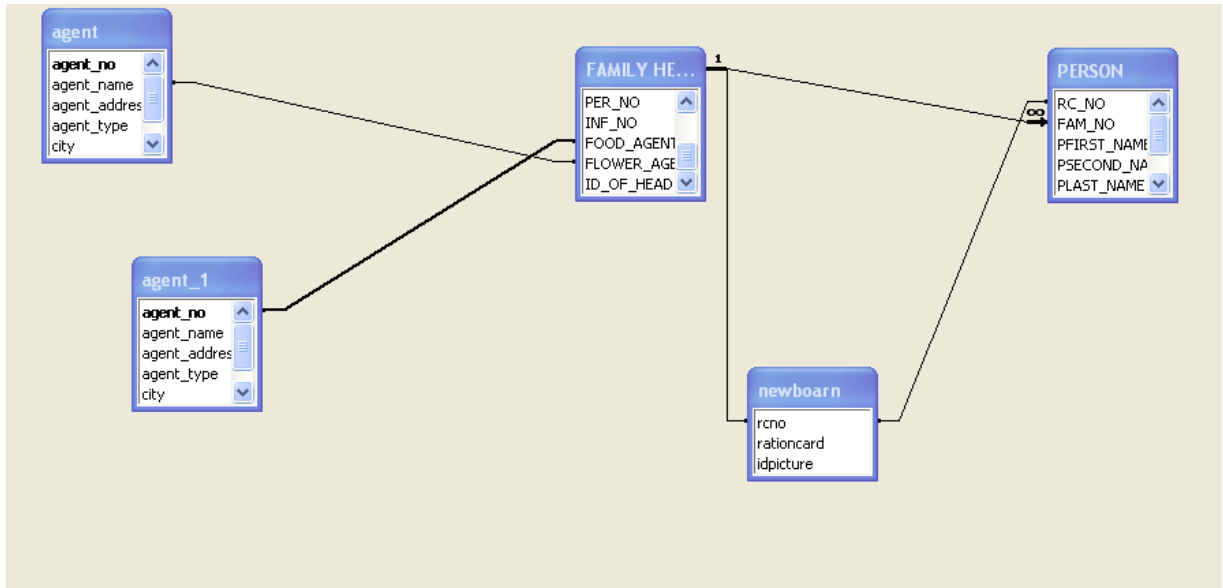 agent
agent_no
agent_name
agent_addres
agent_type
city
FAMILY HE...
PER_NO
INF_NO
FOOD_AGENT
FLOWER_AGE
ID_OF_HEAD
1
∞
PERSON
RC_NO
FAM_NO
PFIRST_NAME
PSECOND_NA
PLAST_NAME
agent_1
agent_no
agent_name
agent_addres
agent_type
city
newboarn
rcno
rationcard
idpicture